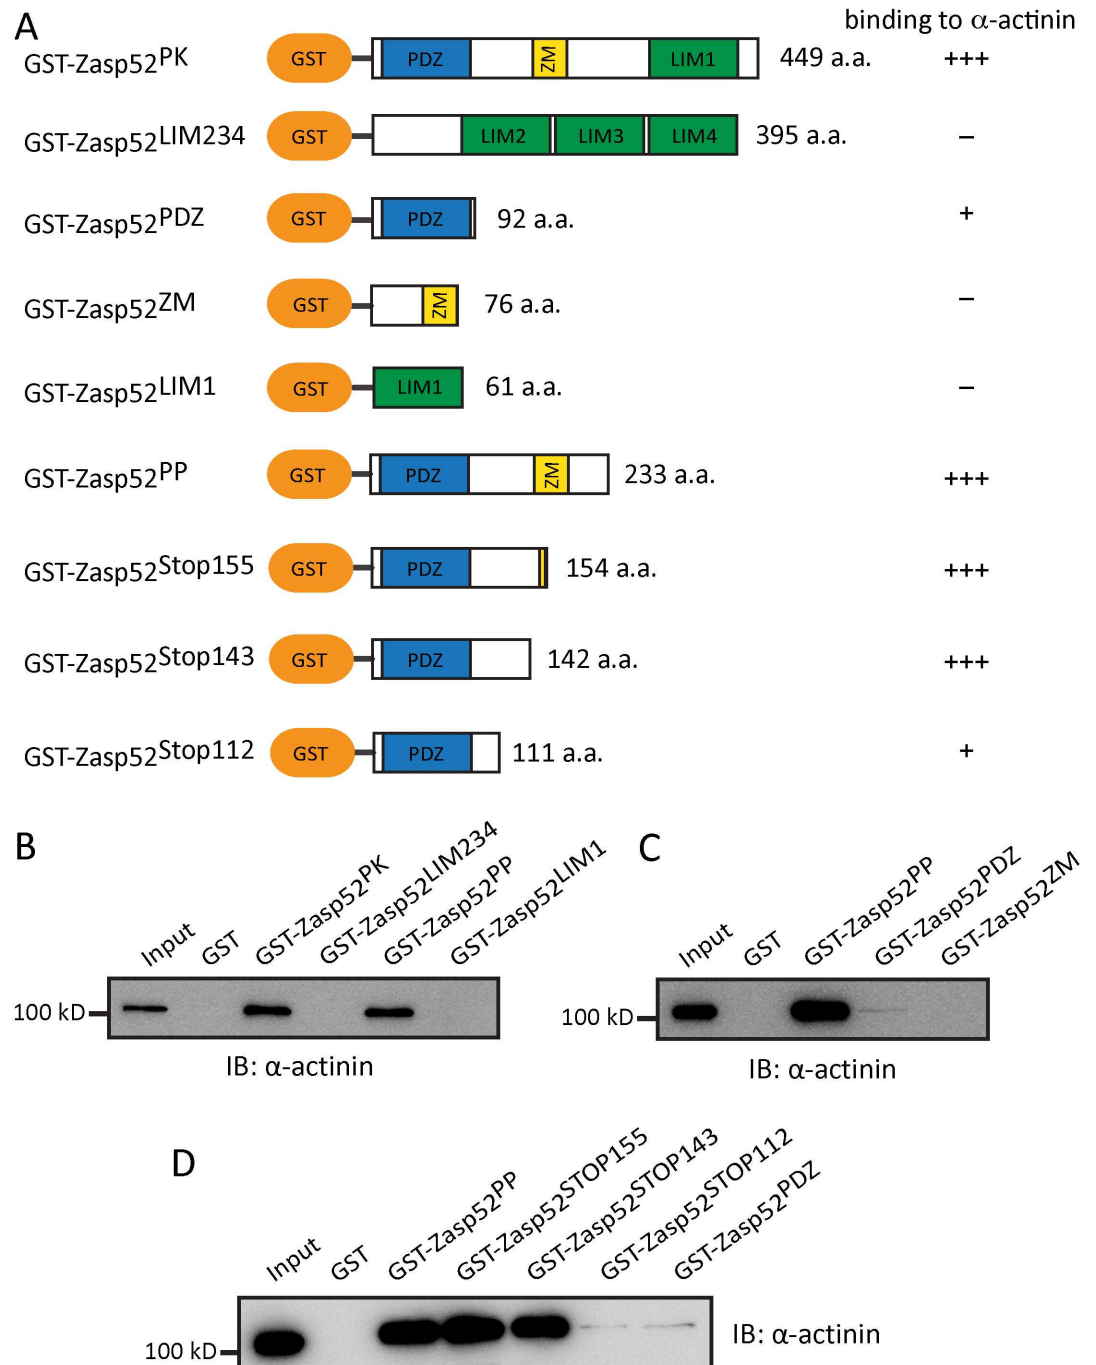 A
binding to α-actinin
GST-Zasp52PK GST PDZ ZM LIM1 449 a.a. +++
GST-Zasp52LIM234 GST LIM2 LIM3 LIM4 395 a.a. –
GST-Zasp52PDZ GST PDZ 92 a.a. +
GST-Zasp52ZM GST ZM 76 a.a. –
GST-Zasp52LIM1 GST LIM1 61 a.a. –
GST-Zasp52PP GST PDZ ZM 233 a.a. +++
GST-Zasp52Stop155 GST PDZ 154 a.a. +++
GST-Zasp52Stop143 GST PDZ 142 a.a. +++
GST-Zasp52Stop112 GST PDZ 111 a.a. +
B
Input
GST
GST-Zasp52PK
GST-Zasp52LIM234
GST-Zasp52PP
GST-Zasp52LIM1
100 kD
IB: α-actinin
C
Input
GST
GST-Zasp52PP
GST-Zasp52PDZ
GST-Zasp52ZM
100 kD
IB: α-actinin
D
Input
GST
GST-Zasp52PP
GST-Zasp52STOP155
GST-Zasp52STOP143
GST-Zasp52STOP112
GST-Zasp52PDZ
100 kD
IB: α-actinin